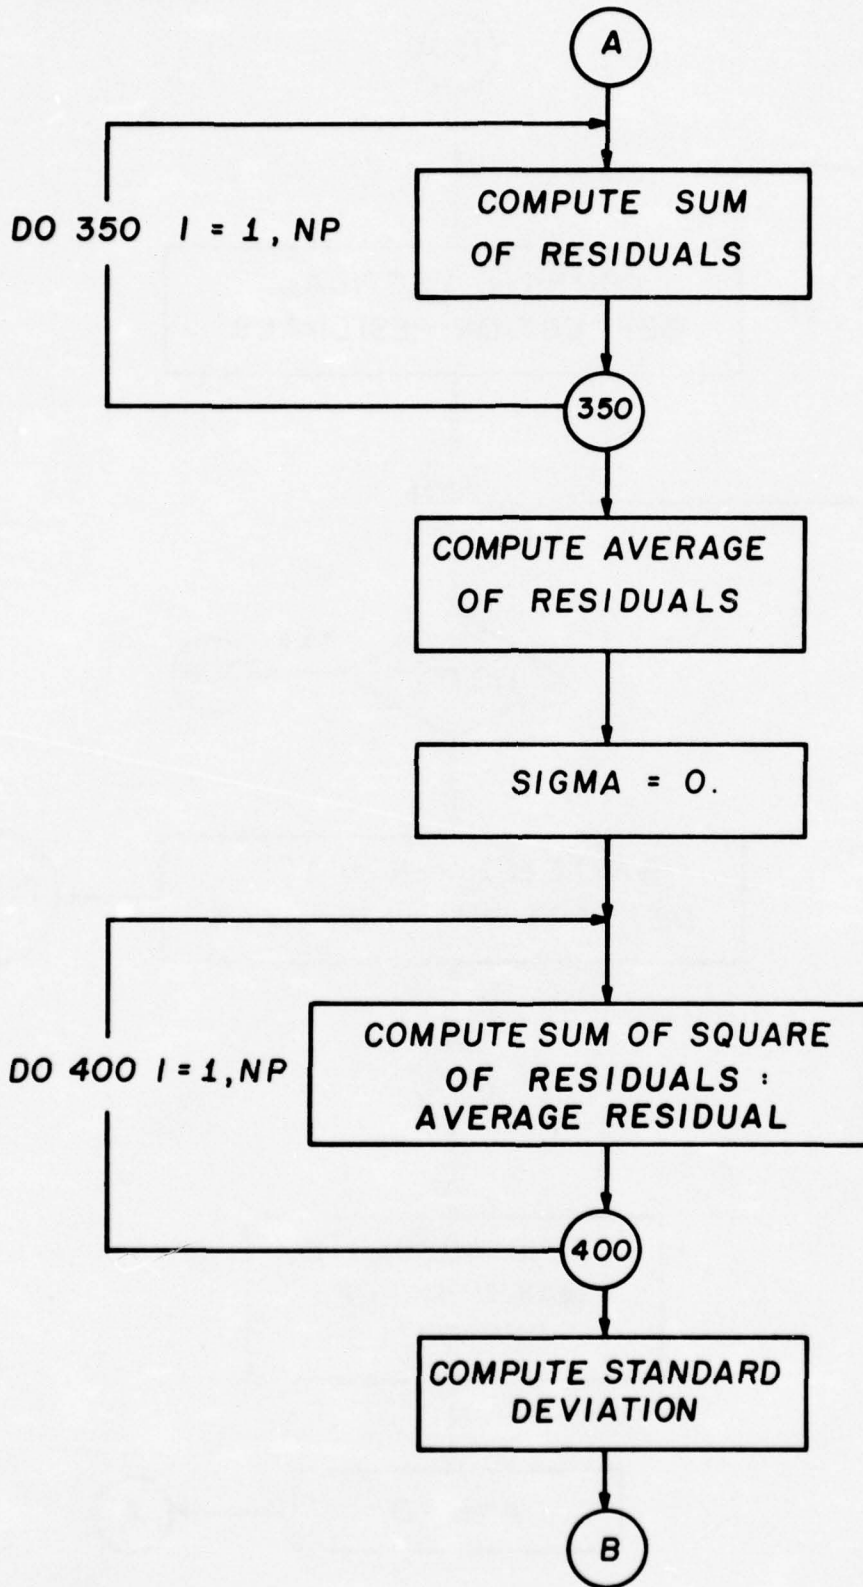 A
COMPUTE SUM
OF RESIDUALS
DO 350 I = 1, NP
350
COMPUTE AVERAGE
OF RESIDUALS
SIGMA = 0.
COMPUTE SUM OF SQUARE
OF RESIDUALS :
AVERAGE RESIDUAL
DO 400 I = 1, NP
400
COMPUTE STANDARD
DEVIATION
B